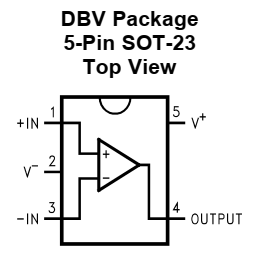 DBV Package
5-Pin SOT-23
Top View
+IN 1
5 V⁺
+
V⁻ 2
−
−IN 3
4 OUTPUT